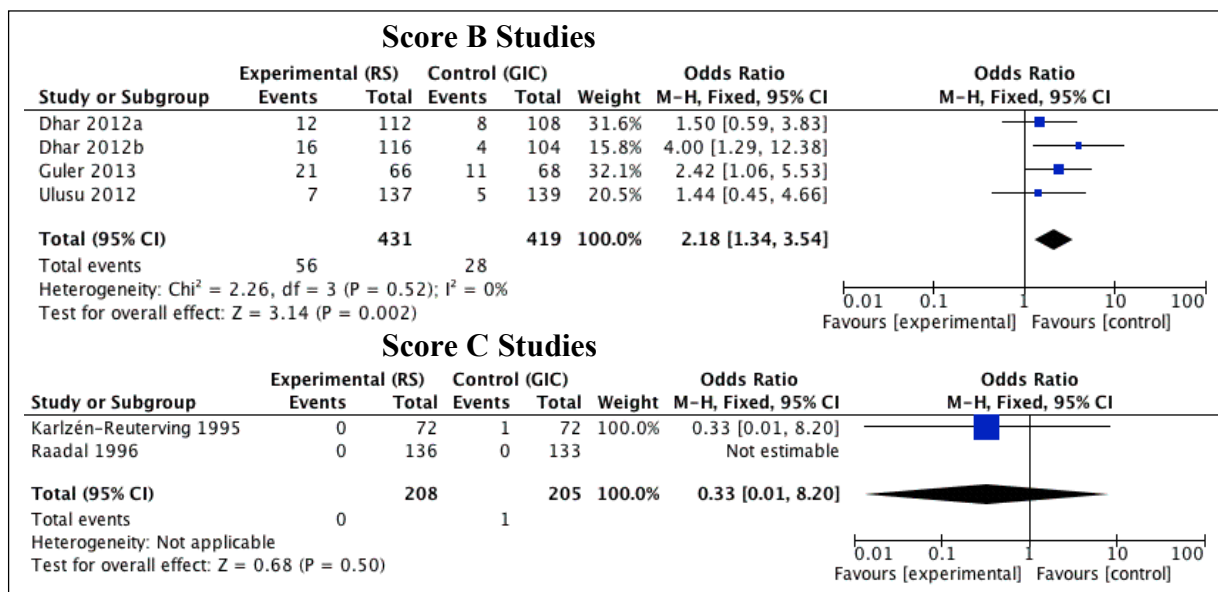 Score B Studies
Experimental (RS) Control (GIC) Odds Ratio Odds Ratio
Study or Subgroup Events Total Events Total Weight M-H, Fixed, 95% CI M-H, Fixed, 95% CI
Dhar 2012a 12 112 8 108 31.6% 1.50 [0.59, 3.83]
Dhar 2012b 16 116 4 104 15.8% 4.00 [1.29, 12.38]
Guler 2013 21 66 11 68 32.1% 2.42 [1.06, 5.53]
Ulusu 2012 7 137 5 139 20.5% 1.44 [0.45, 4.66]
Total (95% CI) 431 419 100.0% 2.18 [1.34, 3.54]
Total events 56 28
Heterogeneity: Chi² = 2.26, df = 3 (P = 0.52); I² = 0%
Test for overall effect: Z = 3.14 (P = 0.002)
0.01 0.1 1 10 100
Favours [experimental] Favours [control]
Score C Studies
Experimental (RS) Control (GIC) Odds Ratio Odds Ratio
Study or Subgroup Events Total Events Total Weight M-H, Fixed, 95% CI M-H, Fixed, 95% CI
Karlzén-Reuterving 1995 0 72 1 72 100.0% 0.33 [0.01, 8.20]
Raadal 1996 0 136 0 133 Not estimable
Total (95% CI) 208 205 100.0% 0.33 [0.01, 8.20]
Total events 0 1
Heterogeneity: Not applicable
Test for overall effect: Z = 0.68 (P = 0.50)
0.01 0.1 1 10 100
Favours [experimental] Favours [control]